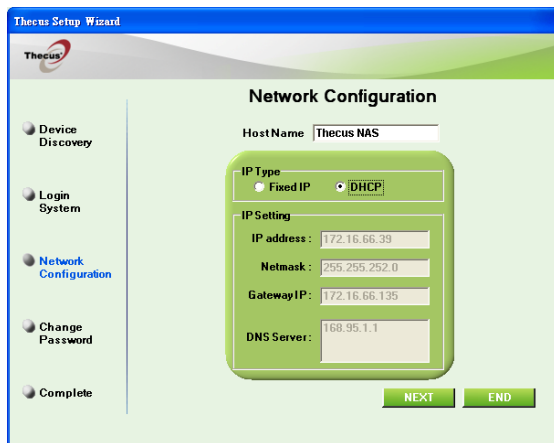 Thecus Setup Wizard
Thecus
Network Configuration
Device
Discovery
Login
System
Network
Configuration
Change
Password
Complete
Host Name Thecus NAS
IP Type
Fixed IP DHCP
IP Setting
IP address : 172.16.66.39
Netmask : 255.255.252.0
Gateway IP : 172.16.66.135
DNS Server : 168.95.1.1
NEXT END